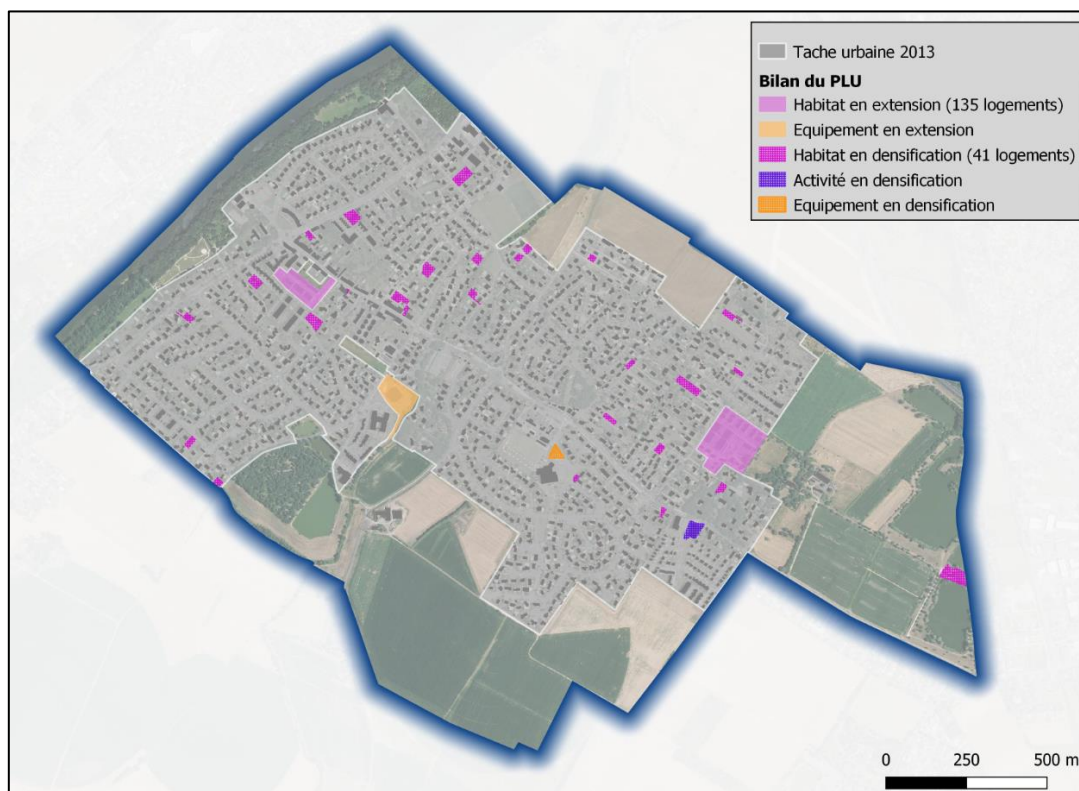 Tache urbaine 2013
Bilan du PLU
Habitat en extension (135 logements)
Equipement en extension
Habitat en densification (41 logements)
Activité en densification
Equipement en densification
0 250 500 m